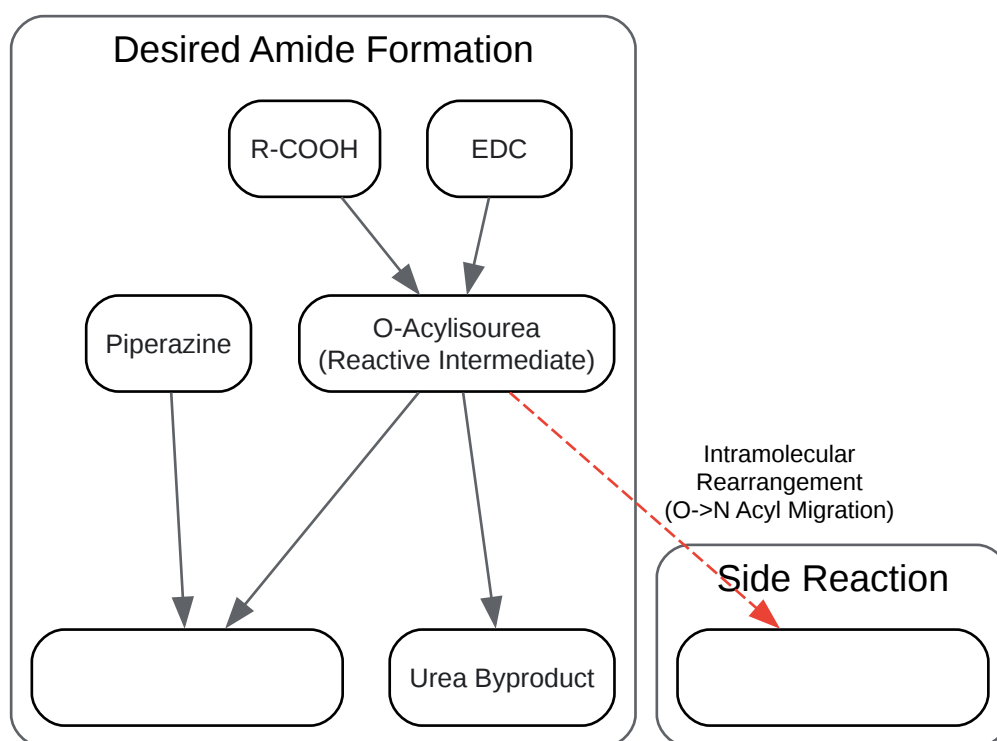 Desired Amide Formation
R-COOH
EDC
Piperazine
O-Acylisourea
(Reactive Intermediate)
Intramolecular
Rearrangement
(O->N Acyl Migration)
Side Reaction
Urea Byproduct